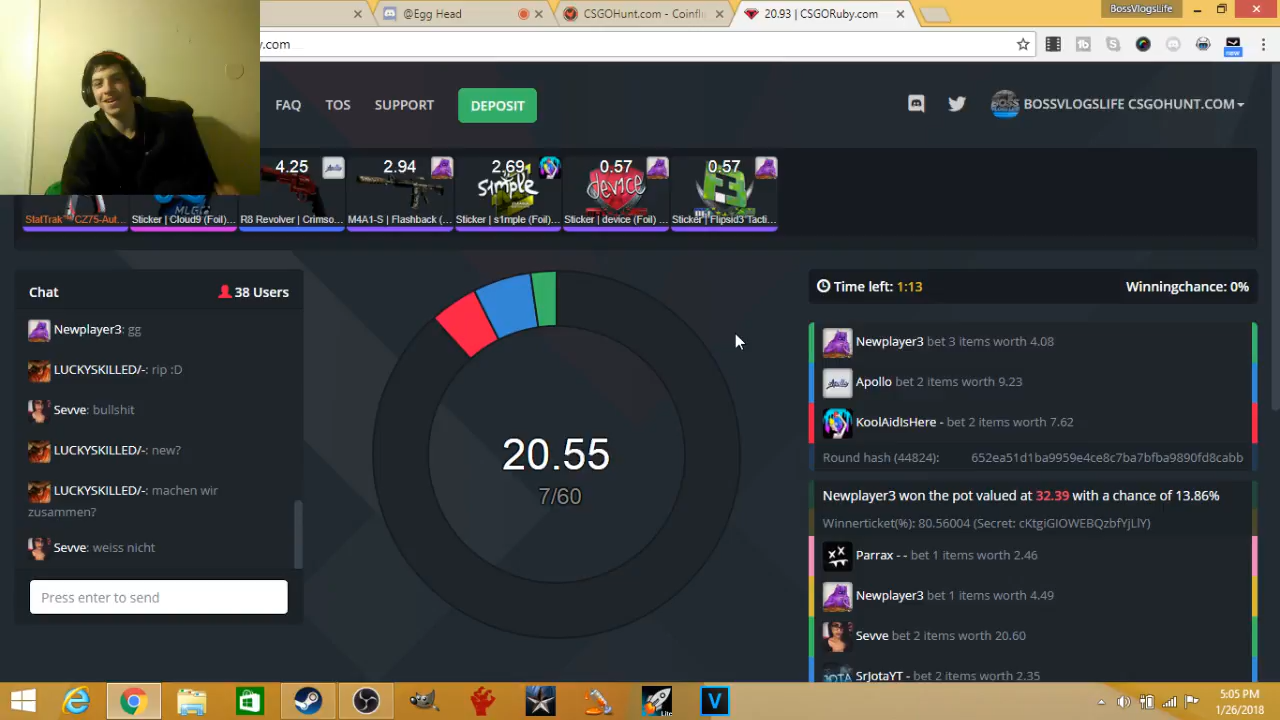 @Egg Head
CSGOHunt.com - Coinfli
20.93 | CSGORuby.com
BossVlogsLife
y.com
new
FAQ
TOS
SUPPORT
DEPOSIT
BOSSVLOGSLIFE CSGOHUNT.COM
4.25
2.94
2.69
0.57
0.57
StatTrak™ CZ75-Aut...
Sticker | Cloud9 (Foil)...
R8 Revolver | Crimso...
M4A1-S | Flashback (...
Sticker | s1mple (Foil) ...
Sticker | device (Foil) ...
Sticker | Flipsid3 Tacti...
Chat
38 Users
Newplayer3: gg
LUCKYSKILLED/-: rip :D
Sevve: bullshit
LUCKYSKILLED/-: new?
LUCKYSKILLED/-: machen wir
zusammen?
Sevve: weiss nicht
Press enter to send
20.55
7/60
Time left: 1:13
Winningchance: 0%
Newplayer3 bet 3 items worth 4.08
Apollo bet 2 items worth 9.23
KoolAidIsHere - bet 2 items worth 7.62
Round hash (44824): 652ea51d1ba9959e4ce8c7ba7bfba9890fd8cabb
Newplayer3 won the pot valued at 32.39 with a chance of 13.86%
Winnerticket(%): 80.56004 (Secret: cKtgiGIOWEBQzbfYjLlY)
Parrax - - bet 1 items worth 2.46
Newplayer3 bet 1 items worth 4.49
Sevve bet 2 items worth 20.60
SrJotaYT - bet 2 items worth 2.35
5:05 PM
1/26/2018